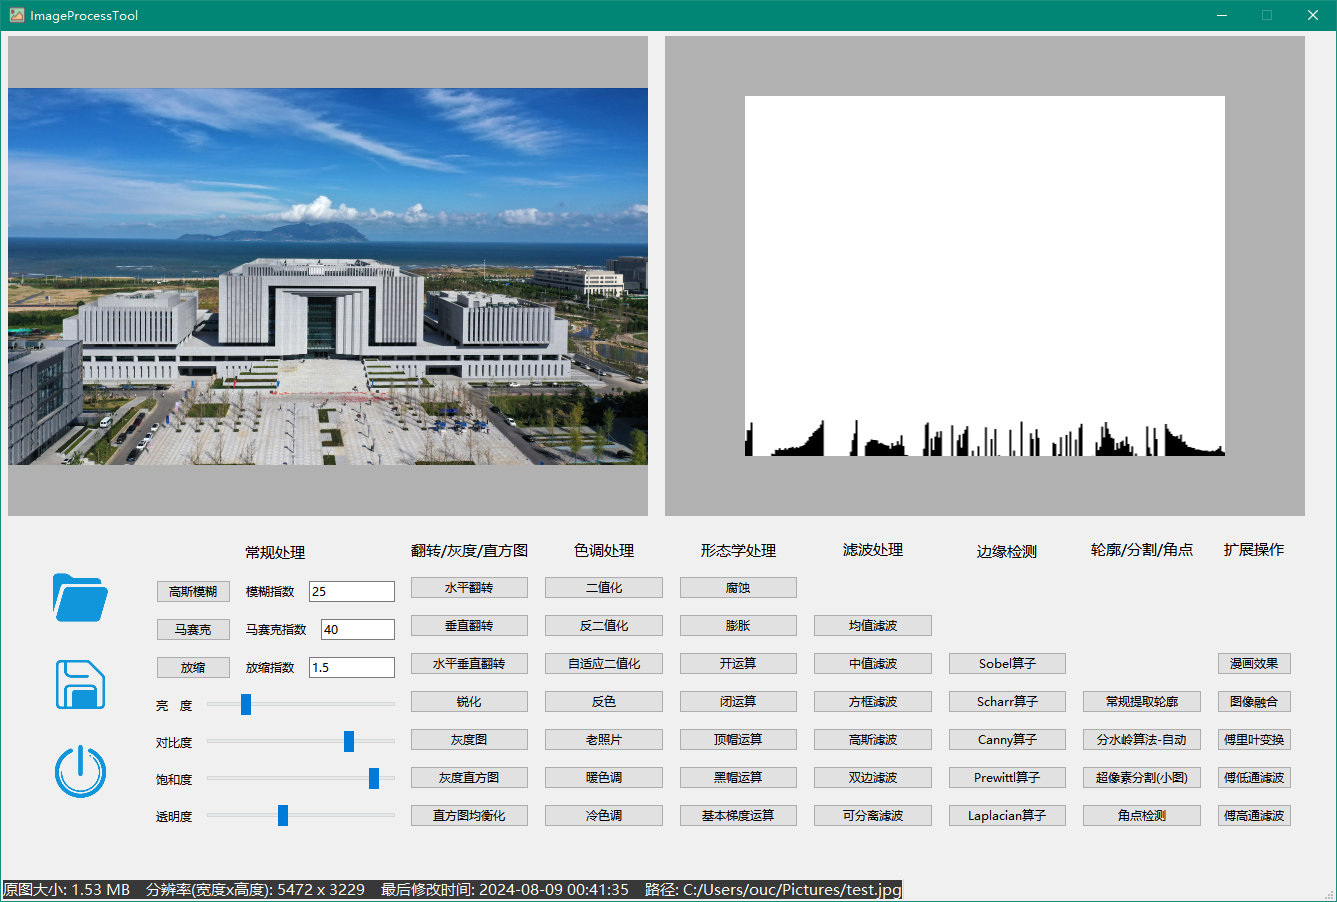 ImageProcessTool
常规处理
翻转/灰度/直方图
色调处理
形态学处理
滤波处理
边缘检测
轮廓/分割/角点
扩展操作
高斯模糊 模糊指数 25
马赛克 马赛克指数 40
放缩 放缩指数 1.5
亮 度
对比度
饱和度
透明度
水平翻转
垂直翻转
水平垂直翻转
锐化
灰度图
灰度直方图
直方图均衡化
二值化
反二值化
自适应二值化
反色
老照片
暖色调
冷色调
腐蚀
膨胀
开运算
闭运算
顶帽运算
黑帽运算
基本梯度运算
均值滤波
中值滤波
方框滤波
高斯滤波
双边滤波
可分离滤波
Sobel算子
Scharr算子
Canny算子
Prewittl算子
Laplacian算子
常规提取轮廓
分水岭算法-自动
超像素分割(小图)
角点检测
漫画效果
图像融合
傅里叶变换
傅低通滤波
傅高通滤波
原图大小: 1.53 MB 分辨率(宽度x高度): 5472 x 3229 最后修改时间: 2024-08-09 00:41:35 路径: C:/Users/ouc/Pictures/test.jpg